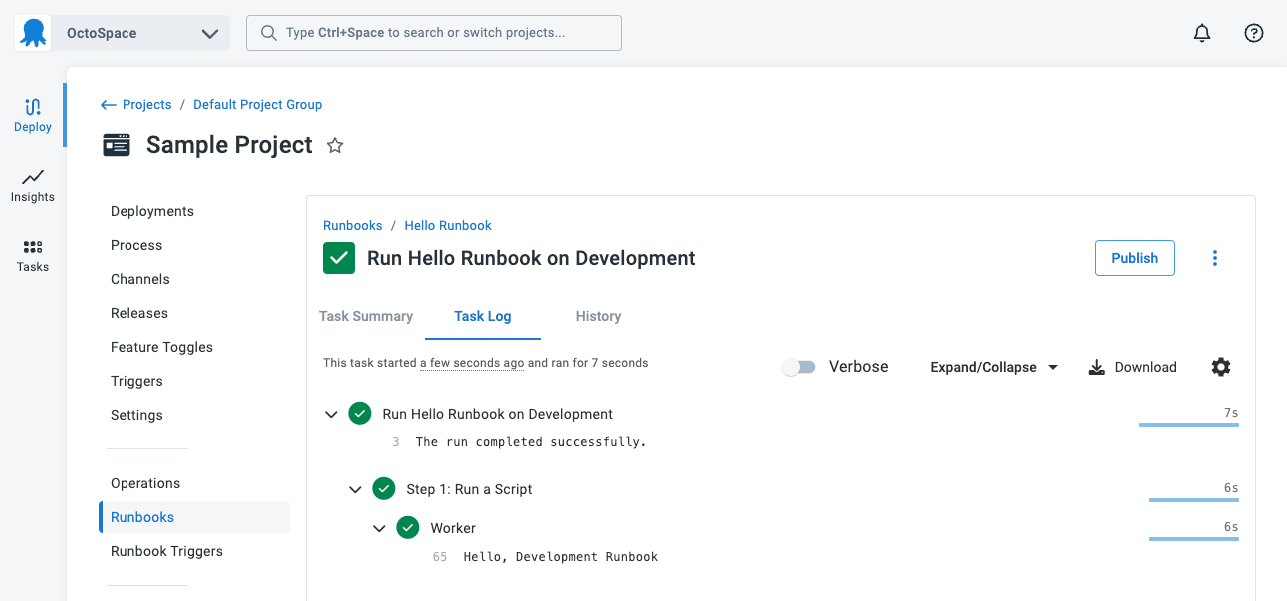 OctoSpace
Type Ctrl+Space to search or switch projects...
Deploy
Insights
Tasks
Projects / Default Project Group
Sample Project
Deployments
Process
Channels
Releases
Feature Toggles
Triggers
Settings
Operations
Runbooks
Runbook Triggers
Runbooks / Hello Runbook
Run Hello Runbook on Development
Publish
Task Summary Task Log History
This task started a few seconds ago and ran for 7 seconds
Verbose Expand/Collapse Download
Run Hello Runbook on Development 7s
3 The run completed successfully.
Step 1: Run a Script 6s
Worker 6s
65 Hello, Development Runbook